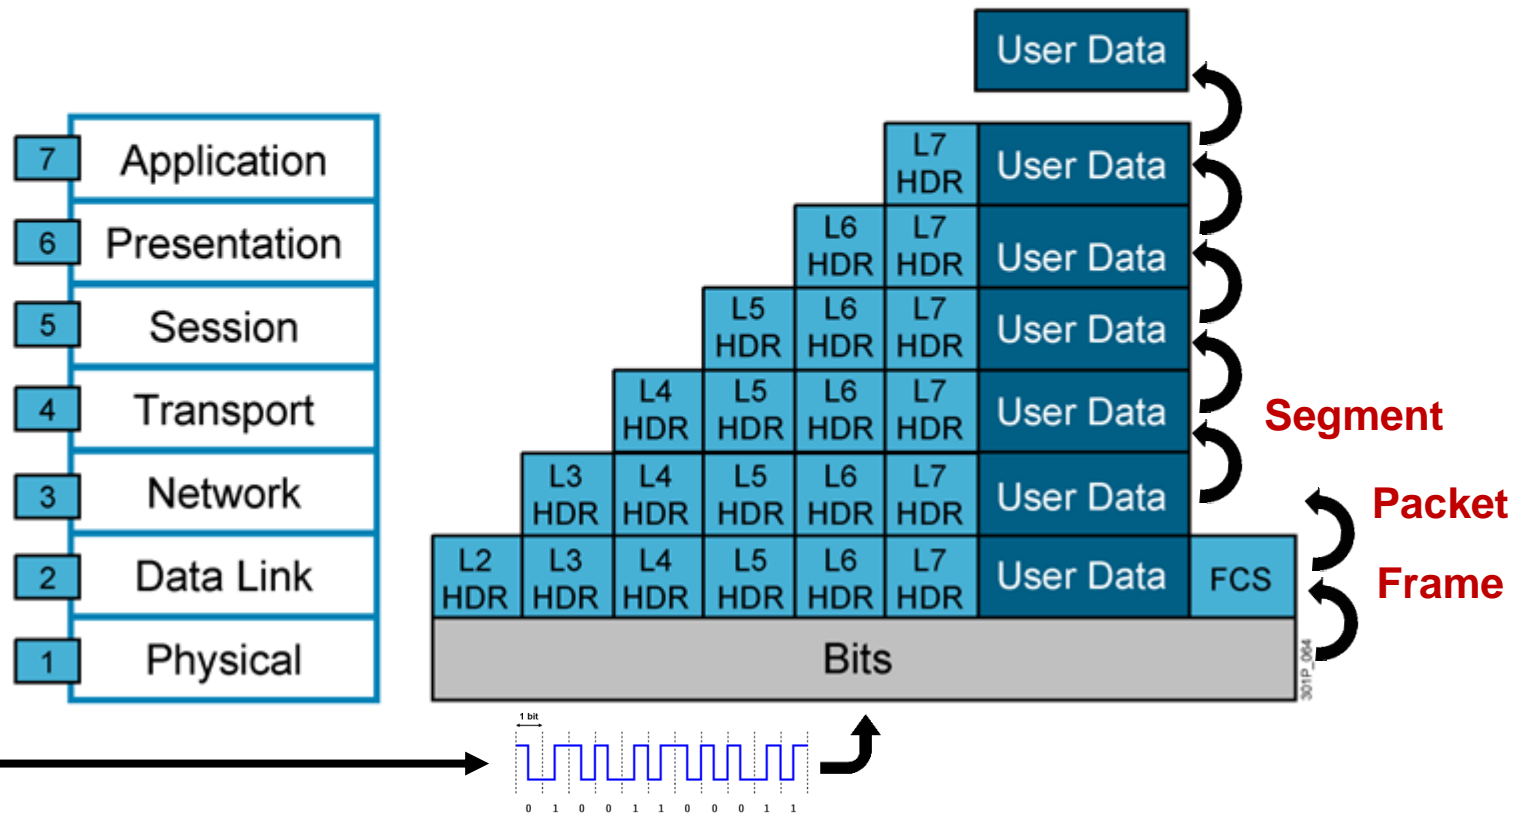 User Data
7 Application
L7 HDR User Data
6 Presentation
L6 HDR L7 HDR User Data
5 Session
L5 HDR L6 HDR L7 HDR User Data
4 Transport
L4 HDR L5 HDR L6 HDR L7 HDR User Data
Segment
3 Network
L3 HDR L4 HDR L5 HDR L6 HDR L7 HDR User Data
Packet
2 Data Link
L2 HDR L3 HDR L4 HDR L5 HDR L6 HDR L7 HDR User Data FCS
Frame
1 Physical
Bits
301P_064
1 bit
0 1 0 0 1 1 0 0 0 1 1